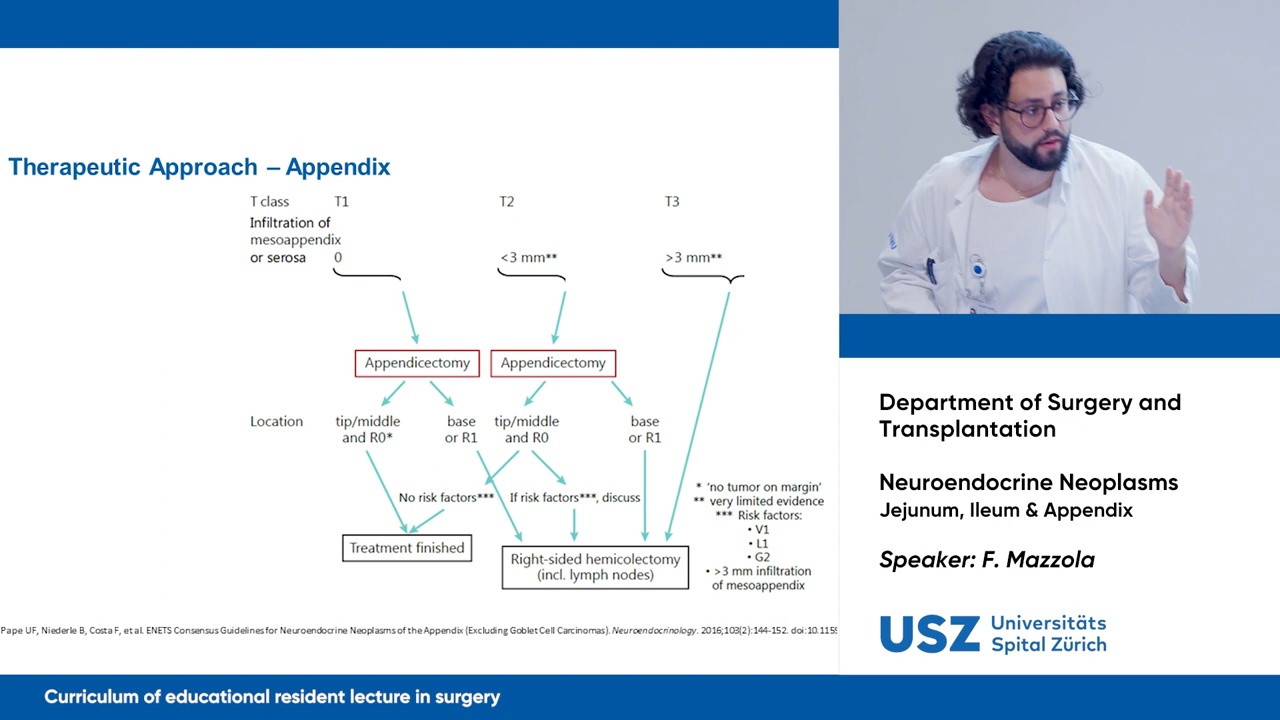 Therapeutic Approach – Appendix
T class T1 T2 T3
Infiltration of
mesoappendix
or serosa 0 <3 mm** >3 mm**
Appendicectomy Appendicectomy
Location tip/middle base tip/middle base
and R0* or R1 and R0 or R1
No risk factors*** If risk factors***, discuss
Treatment finished
Right-sided hemicolectomy
(incl. lymph nodes)
* ‘no tumor on margin’
** very limited evidence
*** Risk factors:
• V1
• L1
• G2
• >3 mm infiltration
of mesoappendix
Pape UF, Niederle B, Costa F, et al. ENETS Consensus Guidelines for Neuroendocrine Neoplasms of the Appendix (Excluding Goblet Cell Carcinomas). Neuroendocrinology. 2016;103(2):144-152. doi:10.1159
Department of Surgery and
Transplantation
Neuroendocrine Neoplasms
Jejunum, Ileum & Appendix
Speaker: F. Mazzola
USZ Universitäts
Spital Zürich
Curriculum of educational resident lecture in surgery